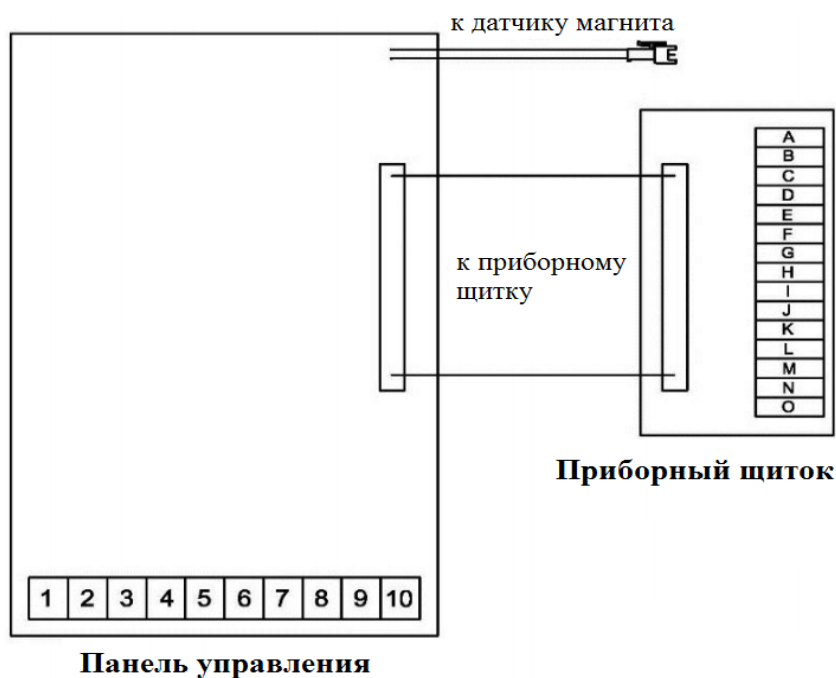 к датчику магнита
A
B
C
D
E
F
G
H
I
J
K
L
M
N
O
к приборному
щитку
Приборный щиток
1 2 3 4 5 6 7 8 9 10
Панель управления